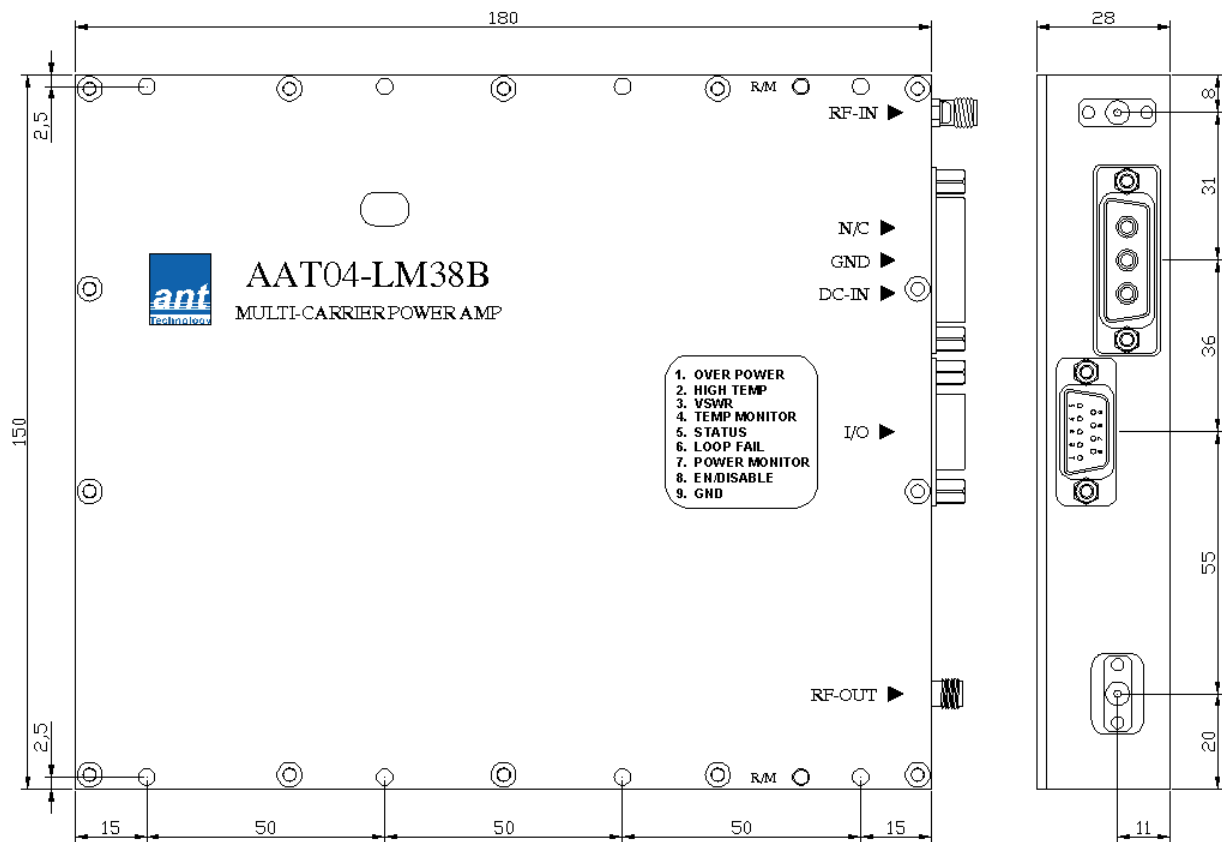 180
28
R/M
RF-IN
8
2,5
31
N/C
GND
DC-IN
ant
Technology
AAT04-LM38B
MULTI-CARRIER POWER AMP
36
1. OVER POWER
2. HIGH TEMP
3. VSWR
4. TEMP MONITOR
5. STATUS
6. LOOP FAIL
7. POWER MONITOR
8. EN/DISABLE
9. GND
I/O
150
55
RF-OUT
2,5
R/M
20
15
50
50
50
15
11